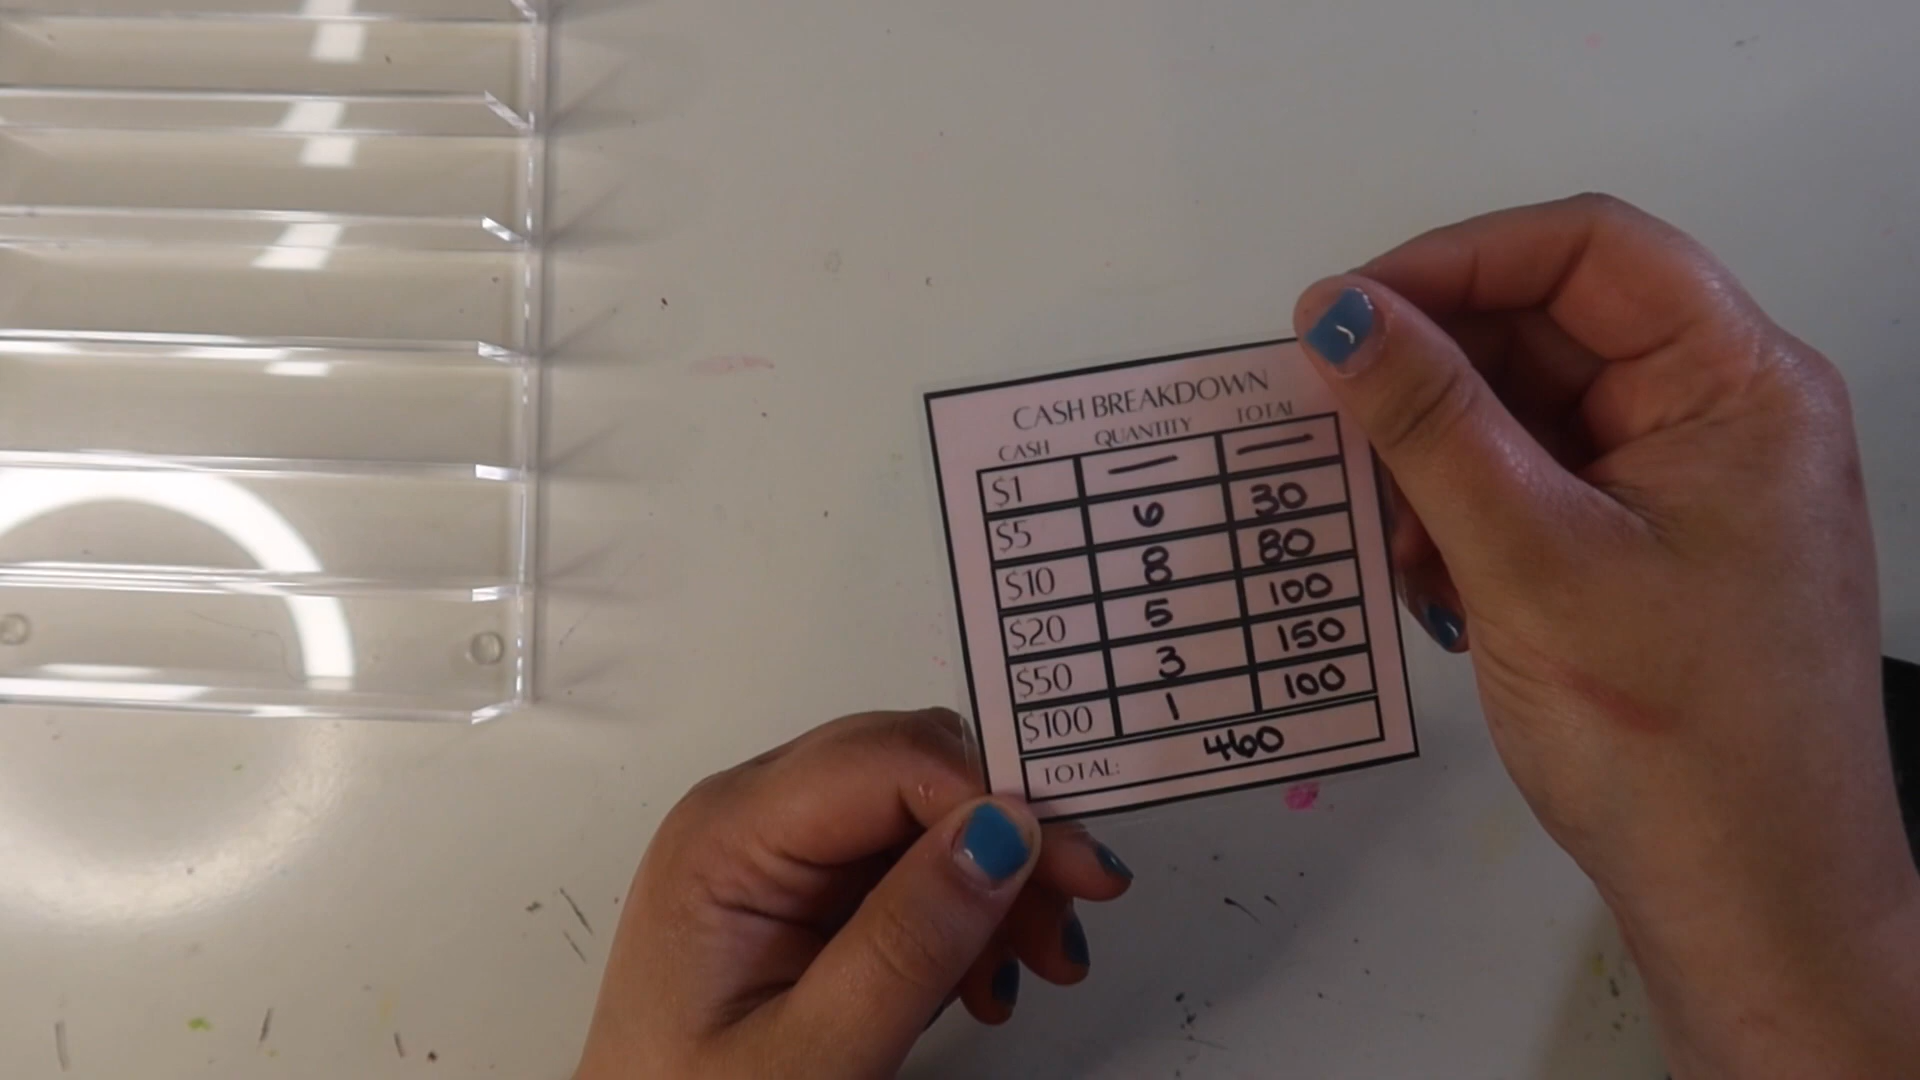 CASH BREAKDOWN
CASH QUANTITY TOTAL
$1 — —
$5 6 30
$10 8 80
$20 5 100
$50 3 150
$100 1 100
TOTAL: 460